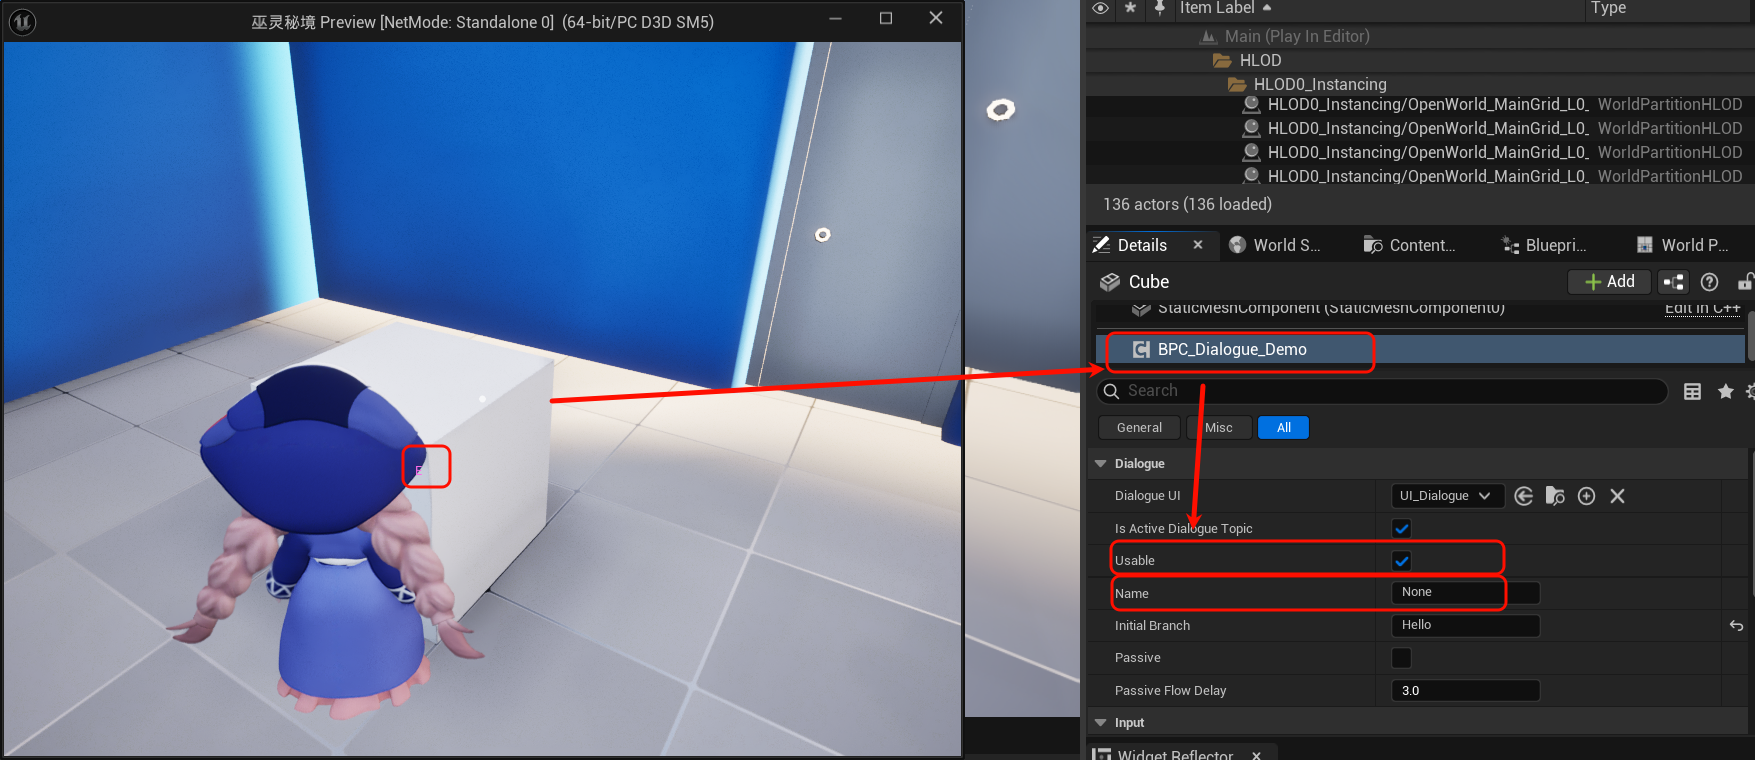 巫灵秘境 Preview [NetMode: Standalone 0] (64-bit/PC D3D SM5)
E
Item Label Type
Main (Play In Editor)
HLOD
HLOD0_Instancing
HLOD0_Instancing/OpenWorld_MainGrid_L0_ WorldPartitionHLOD
HLOD0_Instancing/OpenWorld_MainGrid_L0_ WorldPartitionHLOD
HLOD0_Instancing/OpenWorld_MainGrid_L0_ WorldPartitionHLOD
HLOD0_Instancing/OpenWorld_MainGrid_L0_ WorldPartitionHLOD
136 actors (136 loaded)
Details World S... Content... Bluepri... World P...
Cube Add
StaticMeshComponent (StaticMeshComponent0) Edit in C++
BPC_Dialogue_Demo
Search
General Misc All
Dialogue
Dialogue UI UI_Dialogue
Is Active Dialogue Topic
Usable
Name None
Initial Branch Hello
Passive
Passive Flow Delay 3.0
Input
Widget Reflector